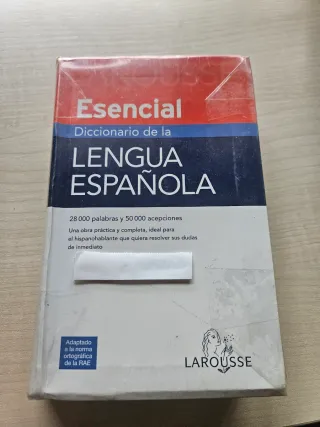 LAROUSSE
Esencial
Diccionario de la
LENGUA
ESPAÑOLA
28 000 palabras y 50 000 acepciones
Una obra práctica y completa, ideal para
el hispanohablante que quiera resolver sus dudas
de inmediato
Adaptado
a la norma
ortográfica
de la RAE
LAROUSSE